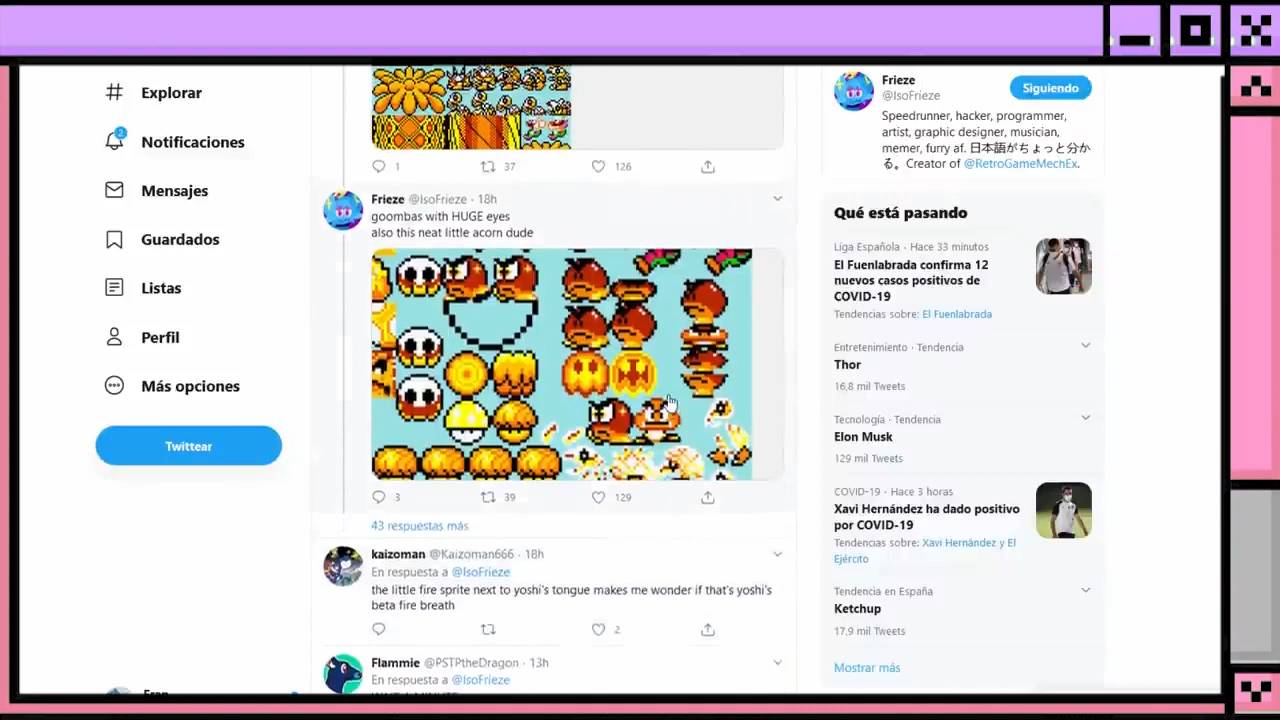 Explorar
2
Notificaciones
Mensajes
Guardados
Listas
Perfil
Más opciones
Twittear
1
37
126
Frieze @IsoFrieze · 18h
goombas with HUGE eyes
also this neat little acorn dude
3
39
129
43 respuestas más
kaizoman @Kaizoman666 · 18h
En respuesta a @IsoFrieze
the little fire sprite next to yoshi's tongue makes me wonder if that's yoshi's
beta fire breath
2
Flammie @PSTPtheDragon · 13h
En respuesta a @IsoFrieze
Frieze
@IsoFrieze
Siguiendo
Speedrunner, hacker, programmer,
artist, graphic designer, musician,
memer, furry af. 日本語がちょっと分か
る。Creator of @RetroGameMechEx.
Qué está pasando
Liga Española · Hace 33 minutos
El Fuenlabrada confirma 12
nuevos casos positivos de
COVID-19
Tendencias sobre: El Fuenlabrada
Entretenimiento · Tendencia
Thor
16,8 mil Tweets
Tecnología · Tendencia
Elon Musk
129 mil Tweets
COVID-19 · Hace 3 horas
Xavi Hernández ha dado positivo
por COVID-19
Tendencias sobre: Xavi Hernández y El
Ejército
Tendencia en España
Ketchup
17,9 mil Tweets
Mostrar más